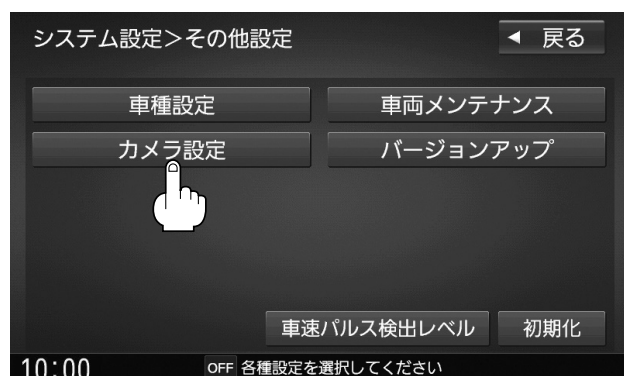 システム設定>その他設定 ◀ 戻る
車種設定 車両メンテナンス
カメラ設定 バージョンアップ
車速パルス検出レベル 初期化
10:00 OFF 各種設定を選択してください